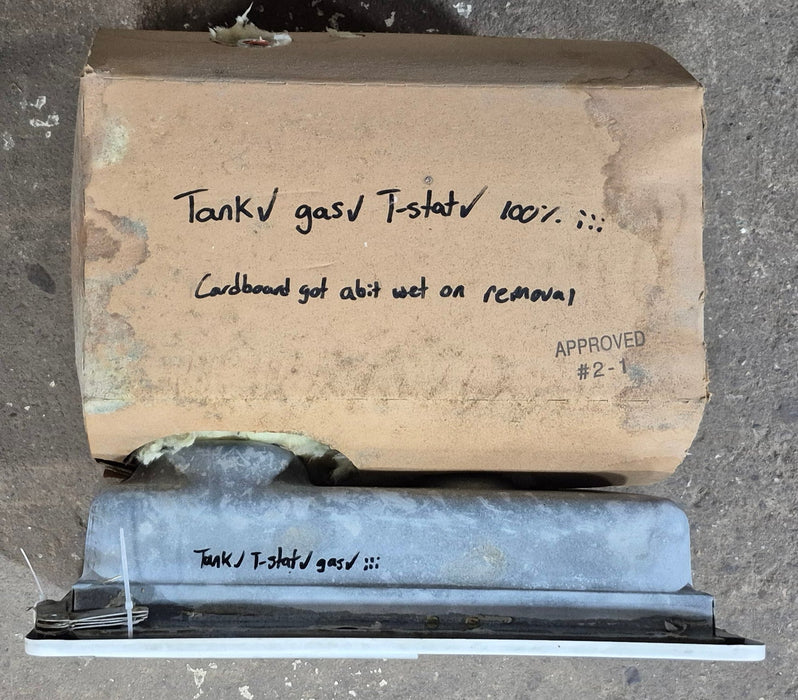 Tank✓ gas✓ T-stat✓ 100% :::
Cardboard got abit wet on removal
APPROVED
#2-1
Tank✓ T-stat✓ gas✓ :::